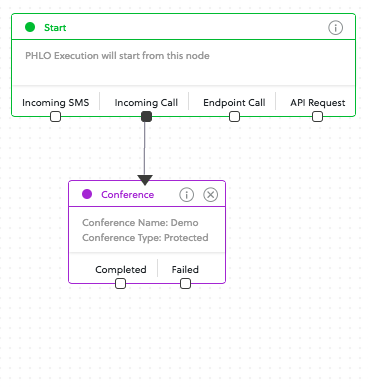 Start
PHLO Execution will start from this node
Incoming SMS Incoming Call Endpoint Call API Request
Conference
Conference Name: Demo
Conference Type: Protected
Completed Failed